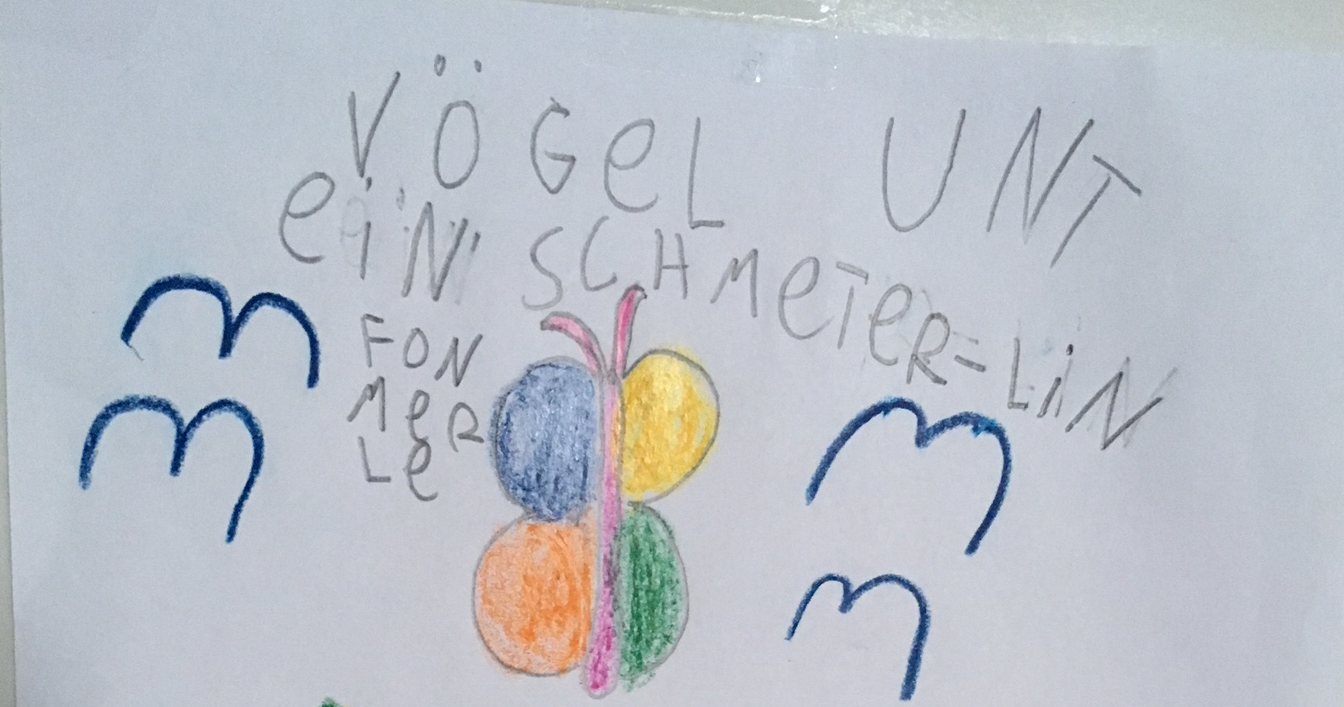 VÖGeL UNT
eiN SCHMeTeR-LiN
FON
MeR
Le